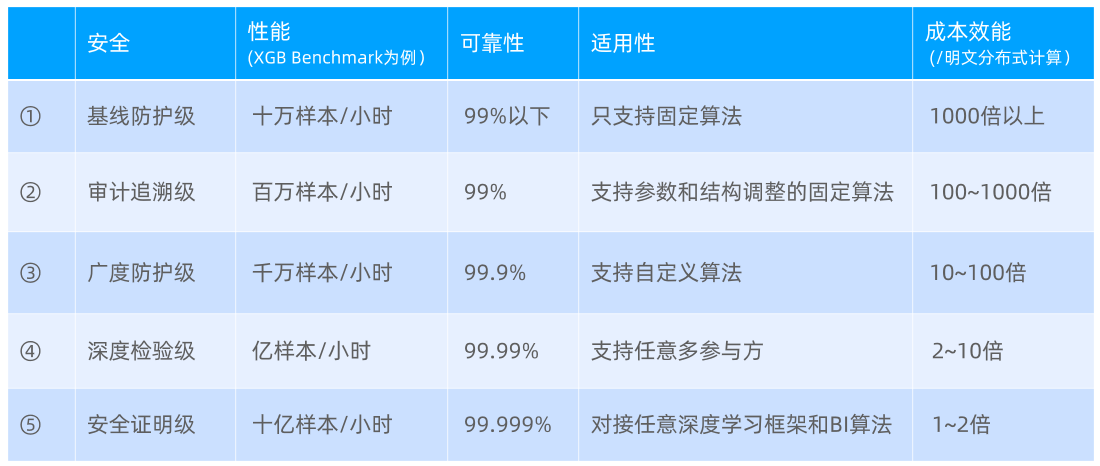 安全 性能 可靠性 适用性 成本效能
(XGB Benchmark为例) (/明文分布式计算)
① 基线防护级 十万样本/小时 99%以下 只支持固定算法 1000倍以上
② 审计追溯级 百万样本/小时 99% 支持参数和结构调整的固定算法 100~1000倍
③ 广度防护级 千万样本/小时 99.9% 支持自定义算法 10~100倍
④ 深度检验级 亿样本/小时 99.99% 支持任意多参与方 2~10倍
⑤ 安全证明级 十亿样本/小时 99.999% 对接任意深度学习框架和BI算法 1~2倍